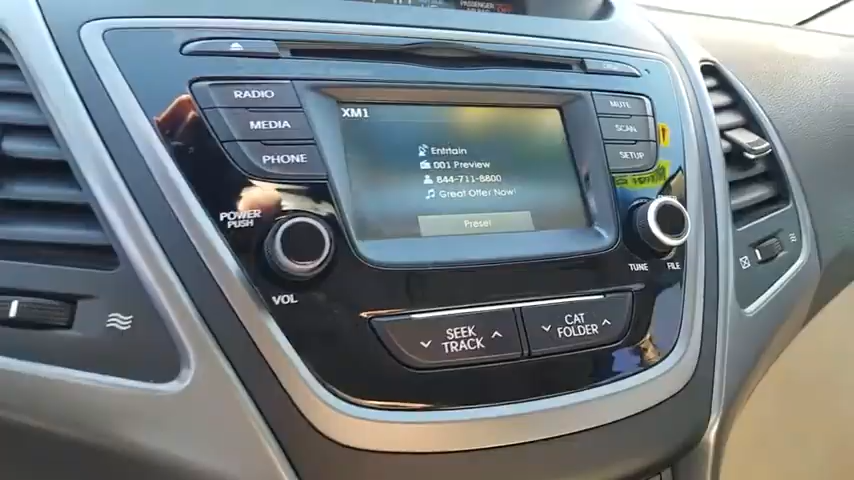 PASSENGER
RADIO
MEDIA
PHONE
XM1
Entrtain
001 Preview
844-711-8800
Great Offer Now!
Preset
MUTE
SCAN
SETUP
POWER
PUSH
VOL
TUNE
FILE
SEEK
TRACK
CAT
FOLDER